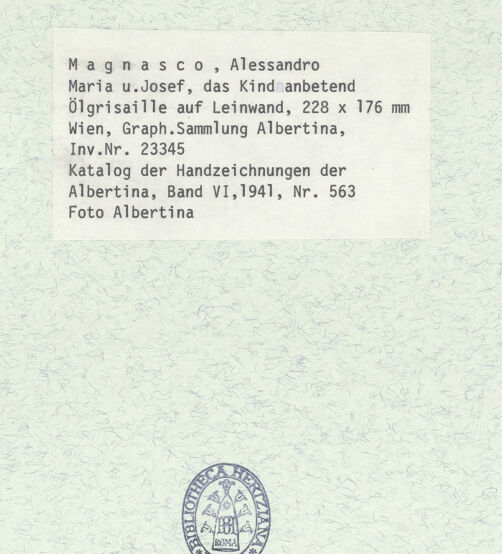 M a g n a s c o , Alessandro
Maria u.Josef, das Kind anbetend
Ölgrisaille auf Leinwand, 228 x 176 mm
Wien, Graph.Sammlung Albertina,
Inv.Nr. 23345
Katalog der Handzeichnungen der
Albertina, Band VI,1941, Nr. 563
Foto Albertina
BIBLIOTHECA HERTZIANA
BH
ROMA